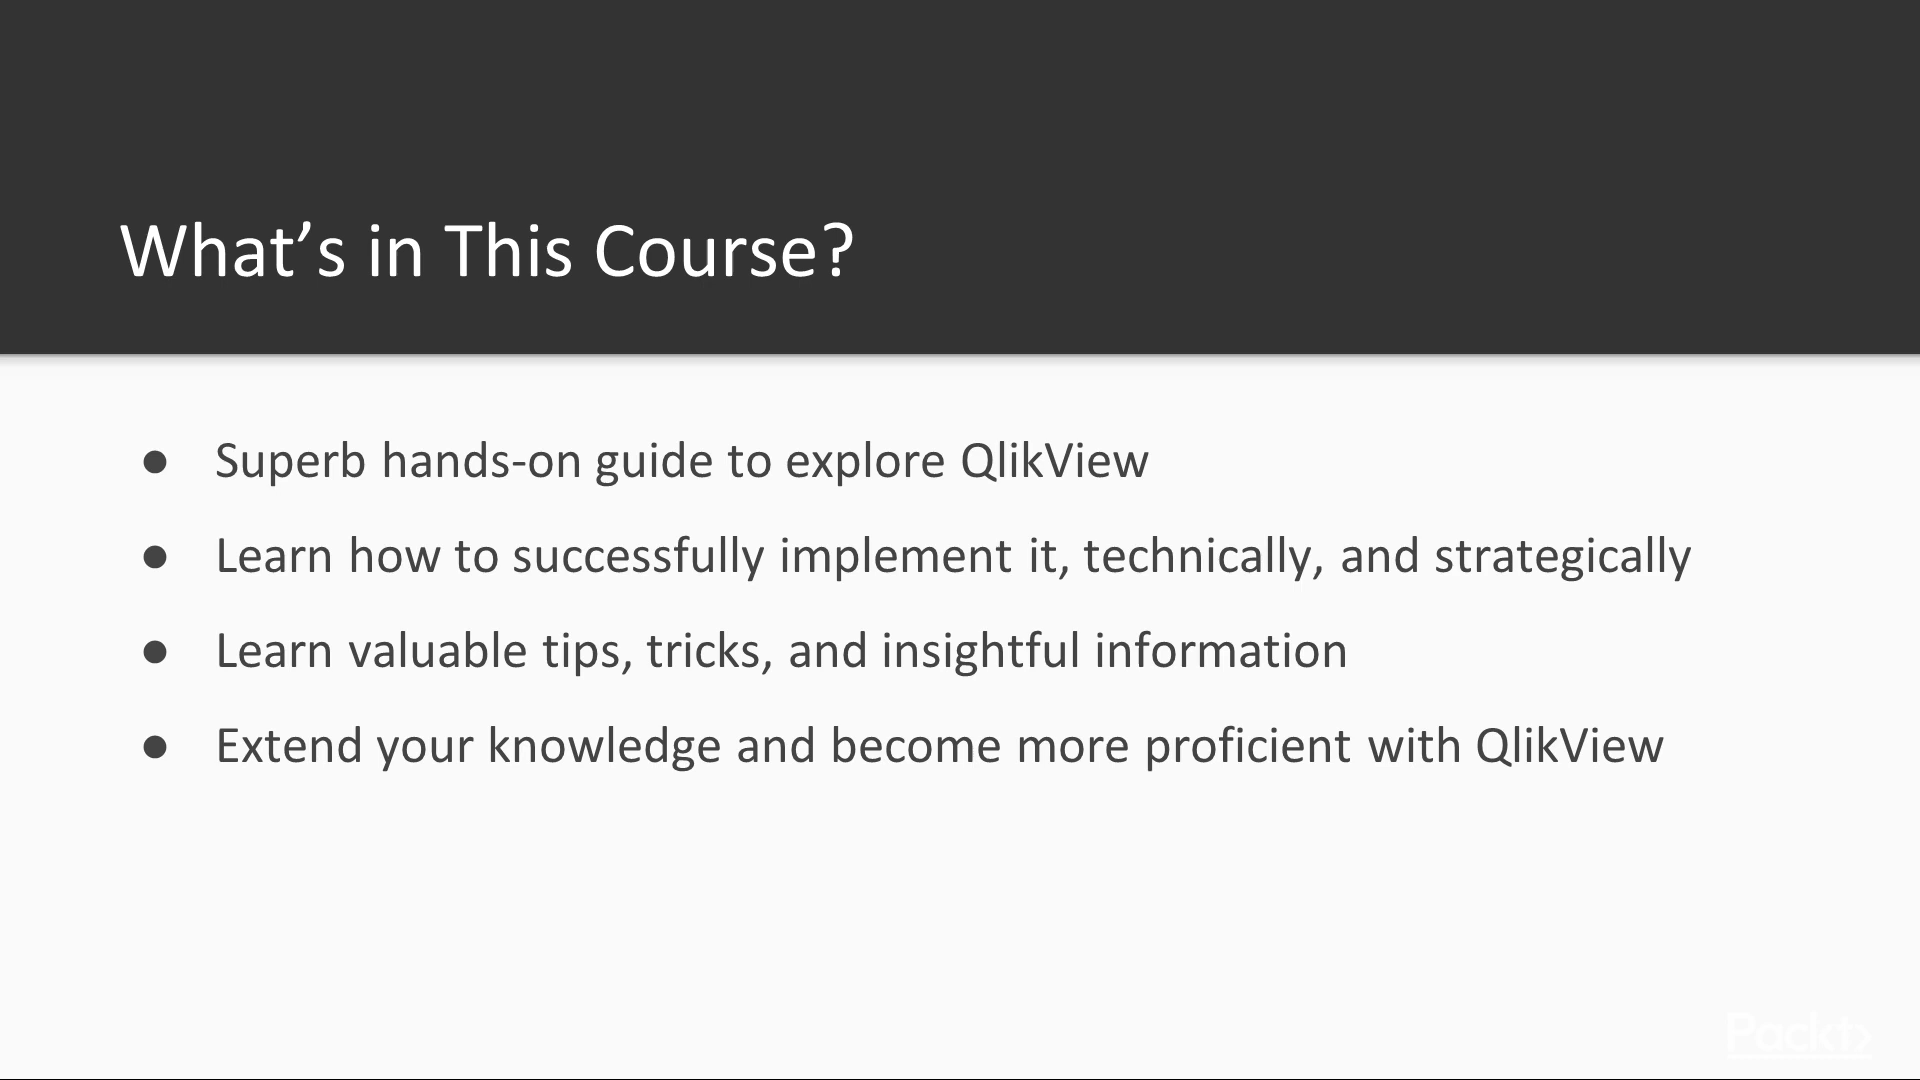 What’s in This Course?
● Superb hands-on guide to explore QlikView
● Learn how to successfully implement it, technically, and strategically
● Learn valuable tips, tricks, and insightful information
● Extend your knowledge and become more proficient with QlikView
Packt>